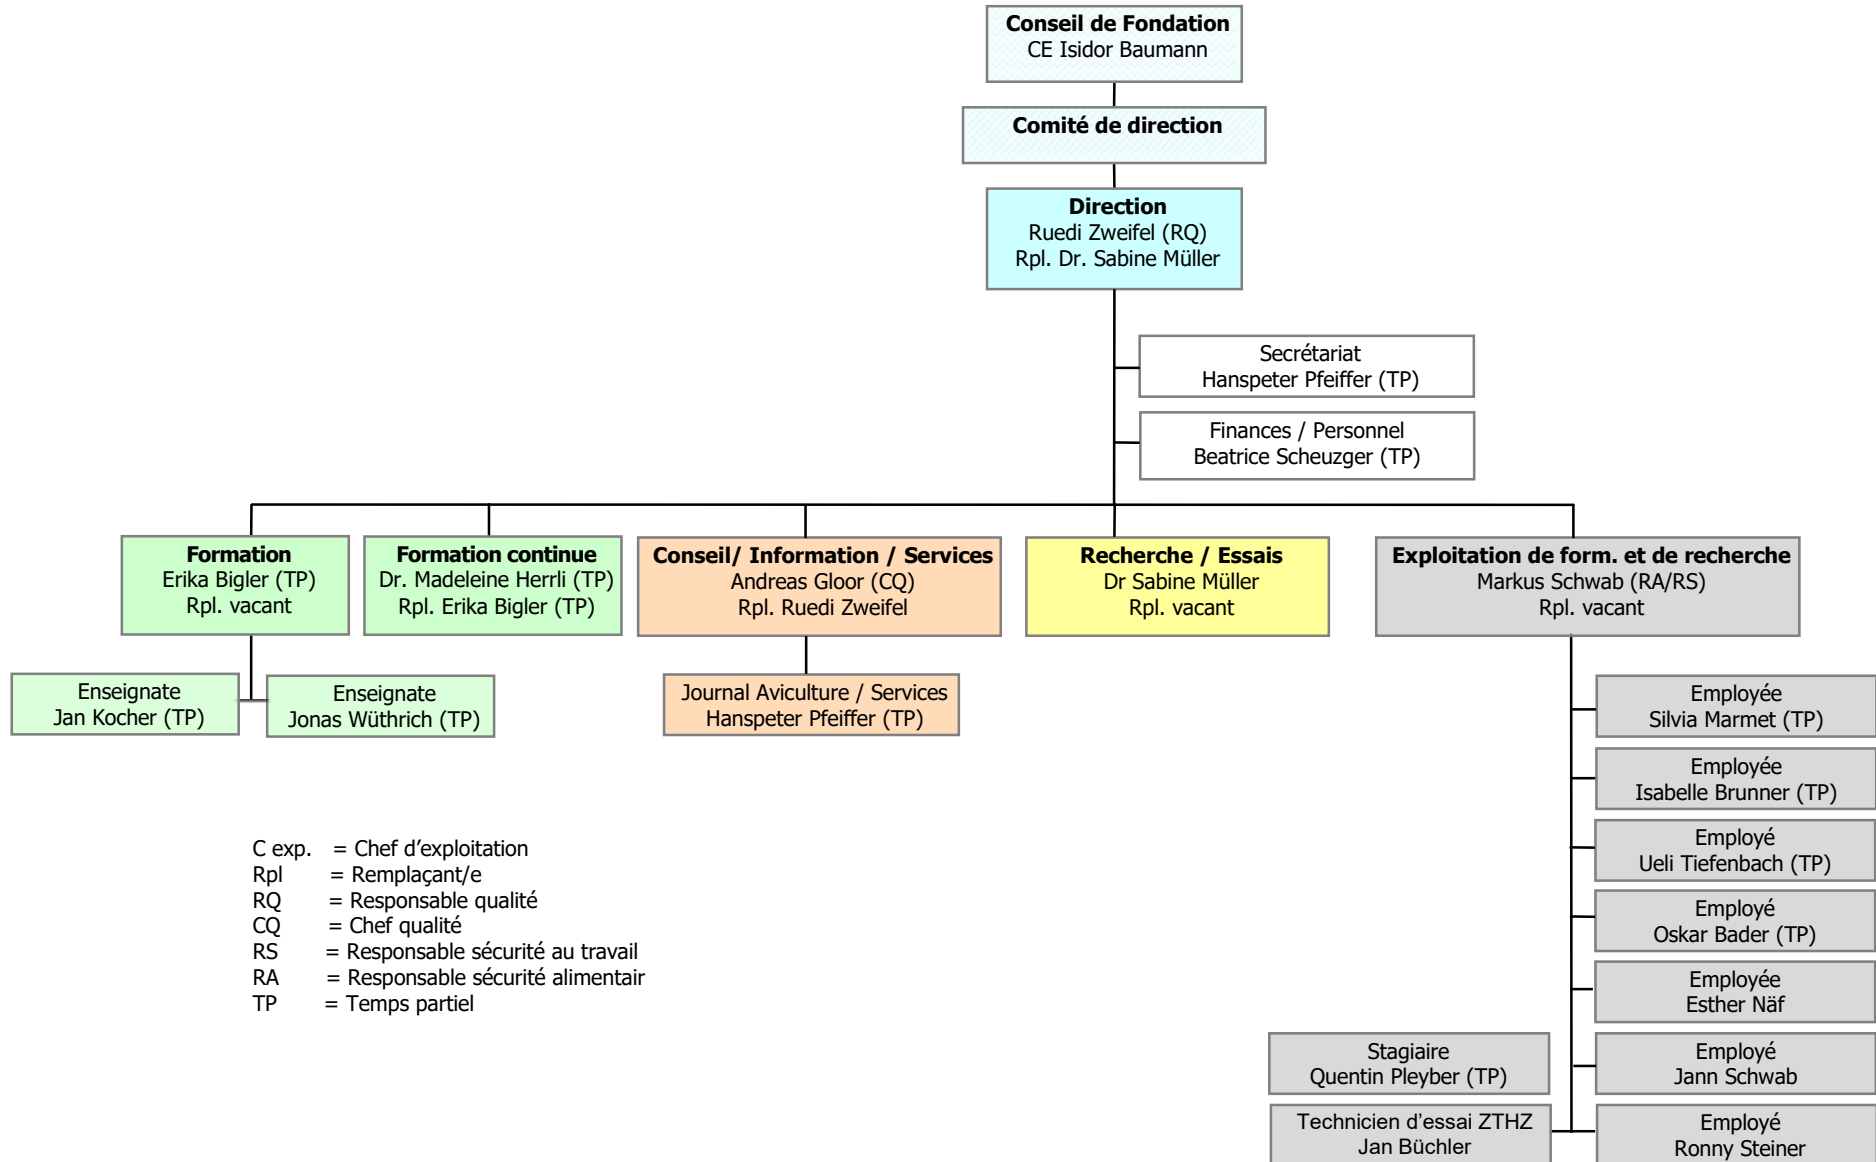 Conseil de Fondation
CE Isidor Baumann
Comité de direction
Direction
Ruedi Zweifel (RQ)
Rpl. Dr. Sabine Müller
Secrétariat
Hanspeter Pfeiffer (TP)
Finances / Personnel
Beatrice Scheuzger (TP)
Formation
Erika Bigler (TP)
Rpl. vacant
Formation continue
Dr. Madeleine Herrli (TP)
Rpl. Erika Bigler (TP)
Conseil/ Information / Services
Andreas Gloor (CQ)
Rpl. Ruedi Zweifel
Recherche / Essais
Dr Sabine Müller
Rpl. vacant
Exploitation de form. et de recherche
Markus Schwab (RA/RS)
Rpl. vacant
Enseignate
Jan Kocher (TP)
Enseignate
Jonas Wüthrich (TP)
Journal Aviculture / Services
Hanspeter Pfeiffer (TP)
Employée
Silvia Marmet (TP)
Employée
Isabelle Brunner (TP)
Employé
Ueli Tiefenbach (TP)
Employé
Oskar Bader (TP)
Employée
Esther Näf
Stagiaire
Quentin Pleyber (TP)
Employé
Jann Schwab
Technicien d'essai ZTHZ
Jan Büchler
Employé
Ronny Steiner
C exp. = Chef d'exploitation
Rpl = Remplaçant/e
RQ = Responsable qualité
CQ = Chef qualité
RS = Responsable sécurité au travail
RA = Responsable sécurité alimentair
TP = Temps partiel